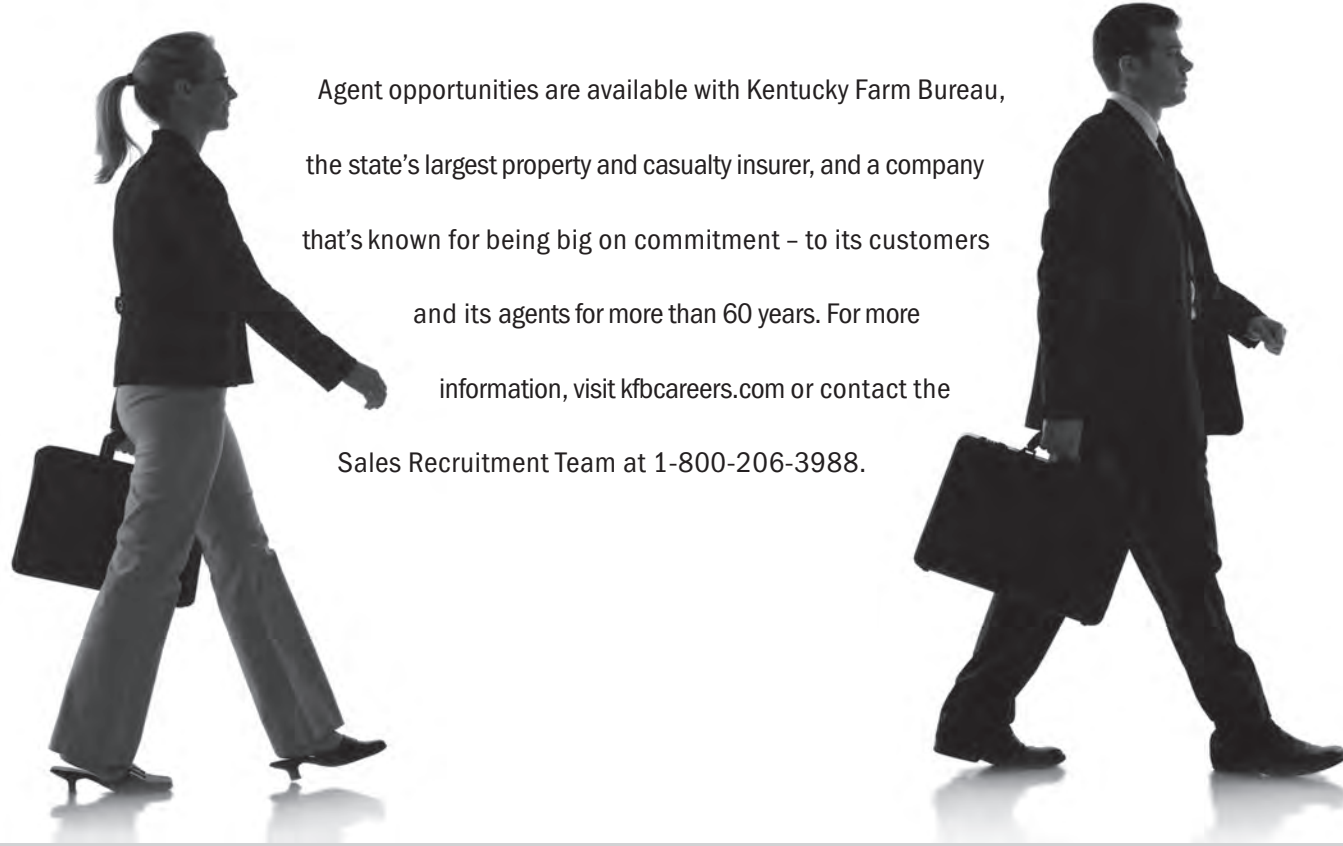 Agent opportunities are available with Kentucky Farm Bureau,
the state’s largest property and casualty insurer, and a company
that’s known for being big on commitment – to its customers
and its agents for more than 60 years. For more
information, visit kfbcareers.com or contact the
Sales Recruitment Team at 1-800-206-3988.